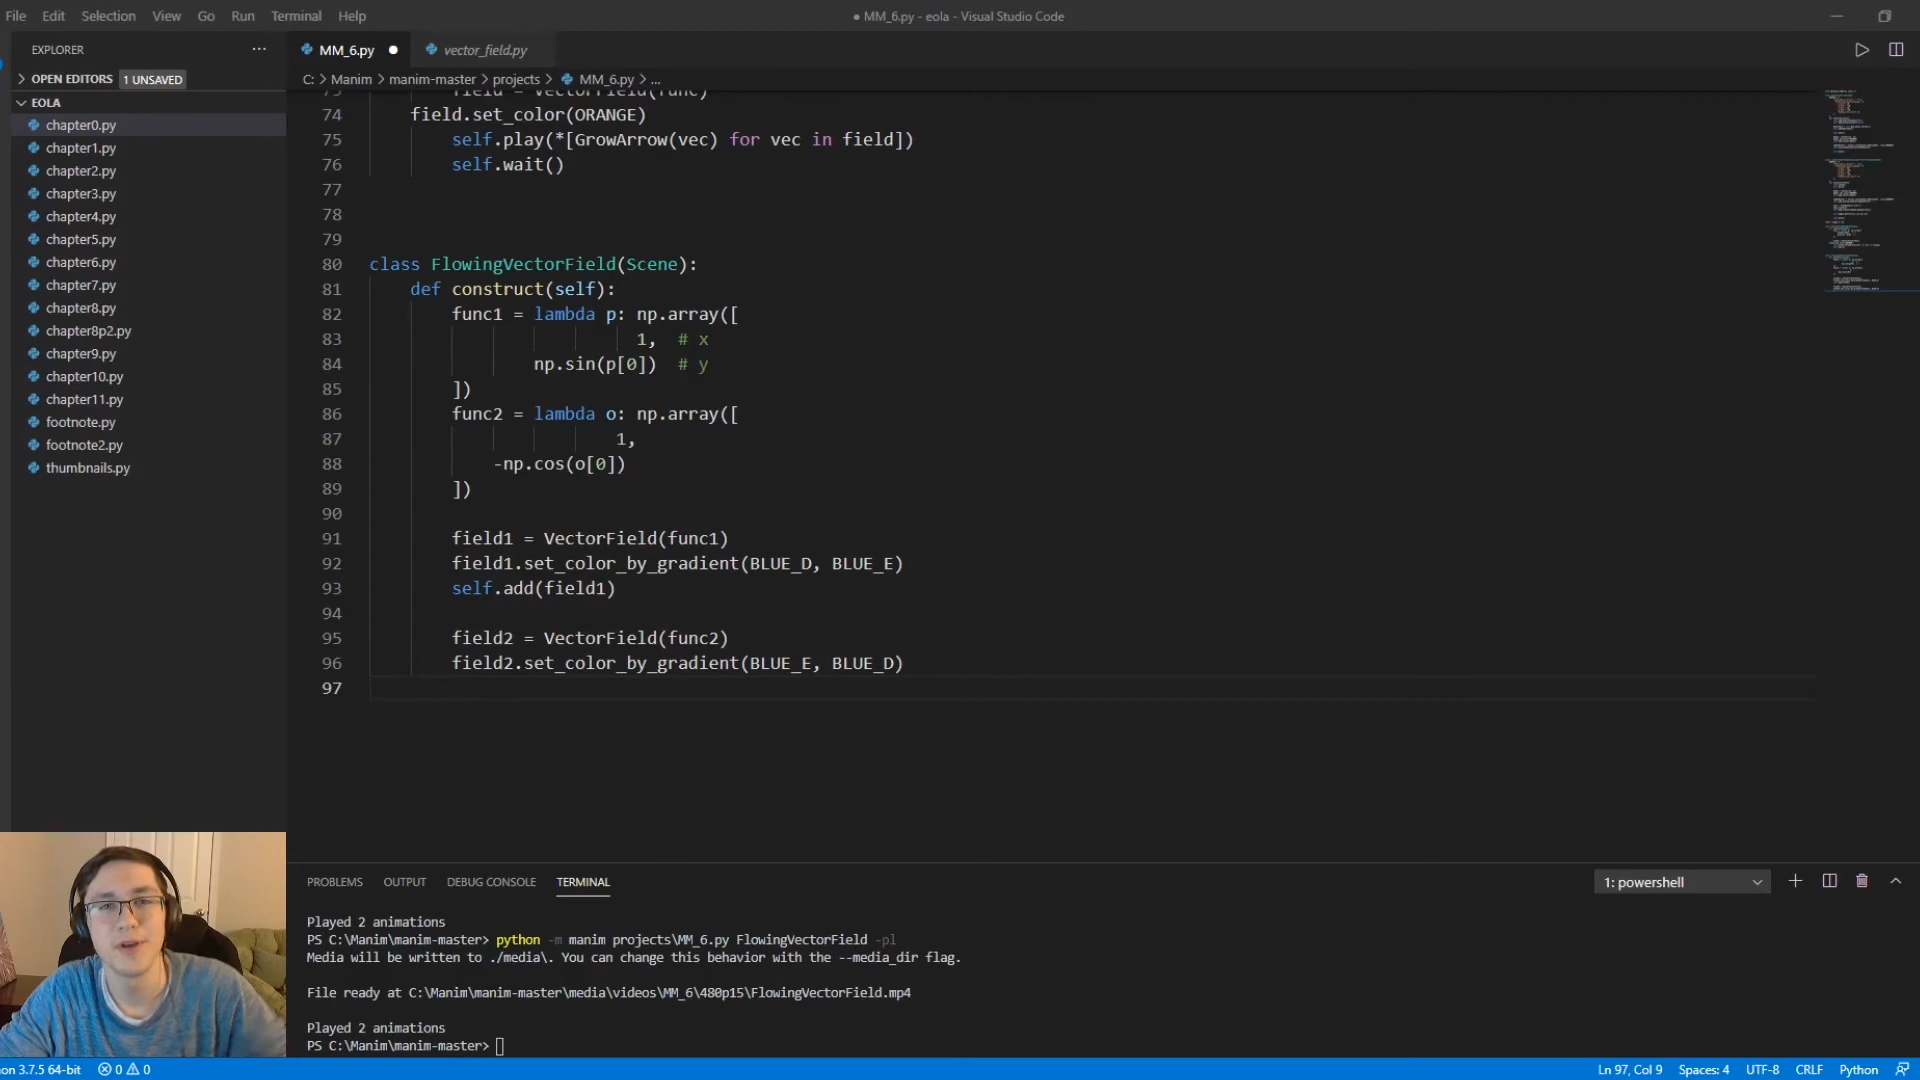 File Edit Selection View Go Run Terminal Help
● MM_6.py - eola - Visual Studio Code
EXPLORER
OPEN EDITORS 1 UNSAVED
EOLA
chapter0.py
chapter1.py
chapter2.py
chapter3.py
chapter4.py
chapter5.py
chapter6.py
chapter7.py
chapter8.py
chapter8p2.py
chapter9.py
chapter10.py
chapter11.py
footnote.py
footnote2.py
thumbnails.py
MM_6.py ● vector_field.py
C: > Manim > manim-master > projects > MM_6.py > ...
73 field = VectorField(func)
74 field.set_color(ORANGE)
75 self.play(*[GrowArrow(vec) for vec in field])
76 self.wait()
77
78
79
80 class FlowingVectorField(Scene):
81 def construct(self):
82 func1 = lambda p: np.array([
83 1, # x
84 np.sin(p[0]) # y
85 ])
86 func2 = lambda o: np.array([
87 1,
88 -np.cos(o[0])
89 ])
90
91 field1 = VectorField(func1)
92 field1.set_color_by_gradient(BLUE_D, BLUE_E)
93 self.add(field1)
94
95 field2 = VectorField(func2)
96 field2.set_color_by_gradient(BLUE_E, BLUE_D)
97
PROBLEMS OUTPUT DEBUG CONSOLE TERMINAL
1: powershell
Played 2 animations
PS C:\Manim\manim-master> python -m manim projects\MM_6.py FlowingVectorField -pl
Media will be written to ./media\. You can change this behavior with the --media_dir flag.
File ready at C:\Manim\manim-master\media\videos\MM_6\480p15\FlowingVectorField.mp4
Played 2 animations
PS C:\Manim\manim-master>
on 3.7.5 64-bit 0 0
Ln 97, Col 9 Spaces: 4 UTF-8 CRLF Python